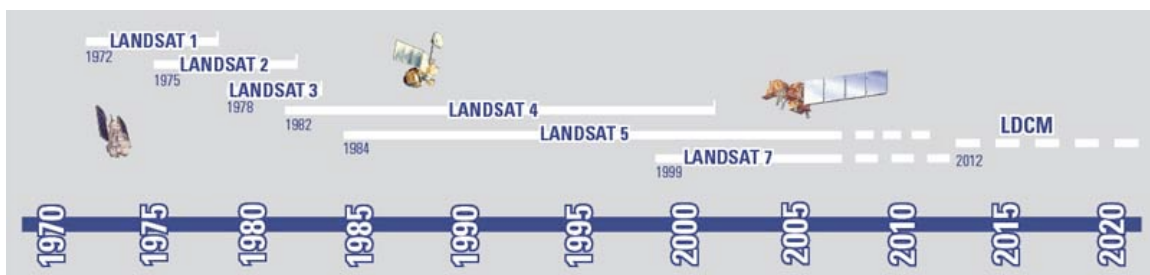 LANDSAT 1
1972
LANDSAT 2
1975
LANDSAT 3
1978
LANDSAT 4
1982
LANDSAT 5
1984
LDCM
2012
LANDSAT 7
1999
1970 1975 1980 1985 1990 1995 2000 2005 2010 2015 2020